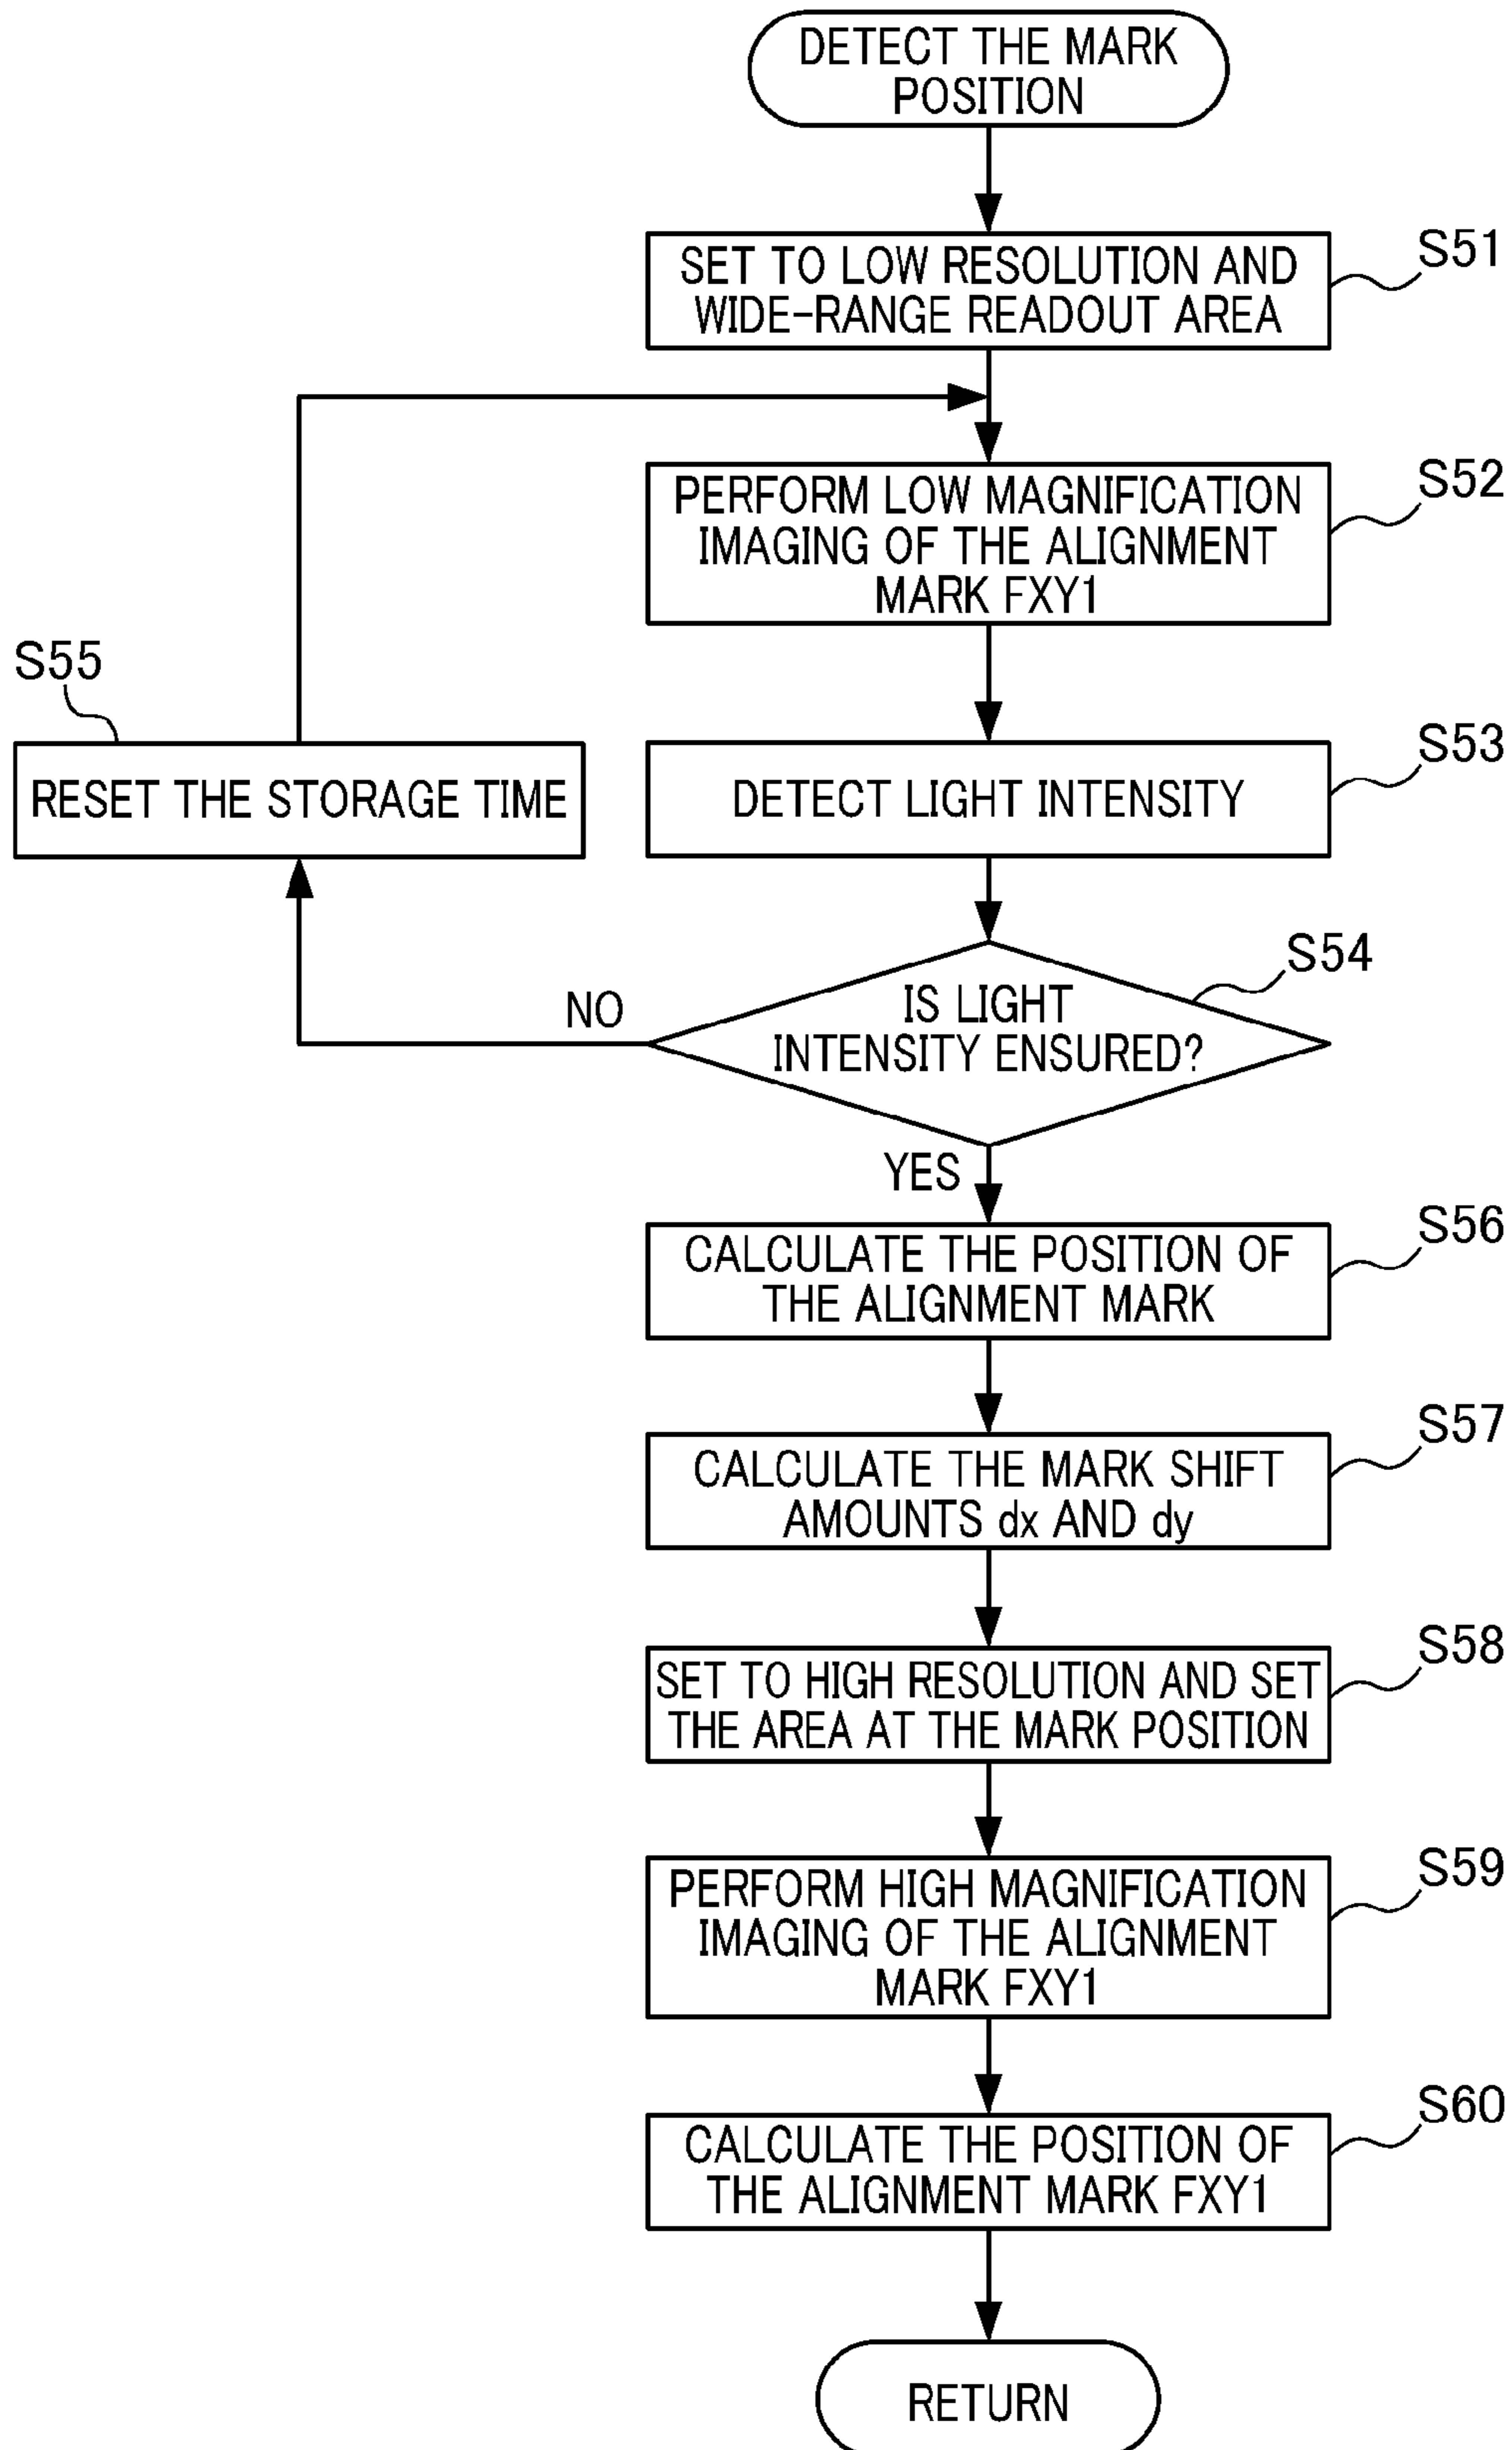 DETECT THE MARK
POSITION
SET TO LOW RESOLUTION AND
WIDE-RANGE READOUT AREA
S51
PERFORM LOW MAGNIFICATION
IMAGING OF THE ALIGNMENT
MARK FXY1
S52
S55
RESET THE STORAGE TIME
DETECT LIGHT INTENSITY
S53
IS LIGHT
INTENSITY ENSURED?
S54
NO
YES
CALCULATE THE POSITION OF
THE ALIGNMENT MARK
S56
CALCULATE THE MARK SHIFT
AMOUNTS dx AND dy
S57
SET TO HIGH RESOLUTION AND SET
THE AREA AT THE MARK POSITION
S58
PERFORM HIGH MAGNIFICATION
IMAGING OF THE ALIGNMENT
MARK FXY1
S59
CALCULATE THE POSITION OF
THE ALIGNMENT MARK FXY1
S60
RETURN